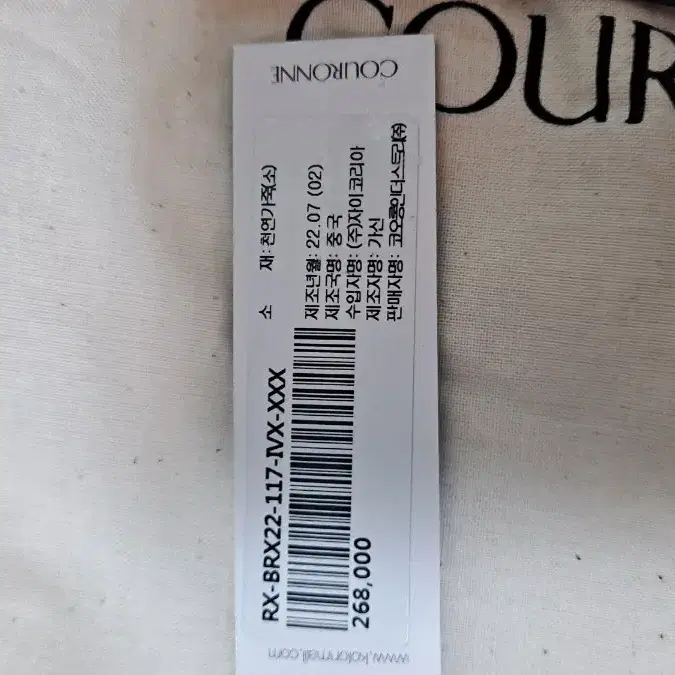 COUR
COURONNE
소 재: 천연가죽(소)
제조년월: 22.07 (02)
제조국명: 중국
수입자명: (주)자이코리아
제조자명: 가신
판매자명: 코오롱인더스트리(주)
RX-BRX22-117-IVX-XXX
268,000
www.kolonmall.com